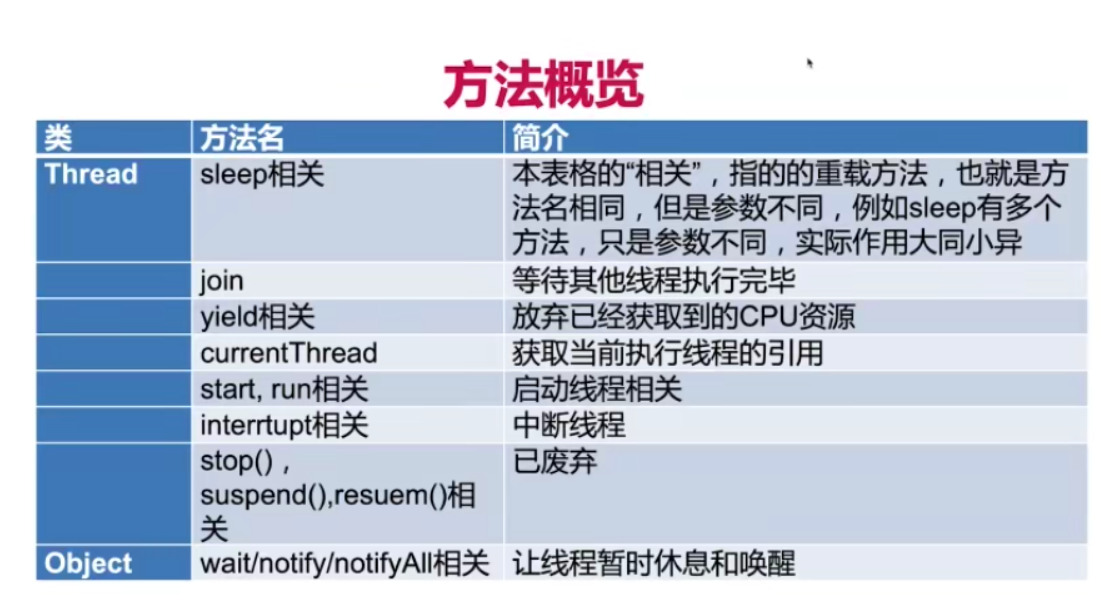 方法概览
类 方法名 简介
Thread sleep相关 本表格的“相关”，指的的重载方法，也就是方
法名相同，但是参数不同，例如sleep有多个
方法，只是参数不同，实际作用大同小异
join 等待其他线程执行完毕
yield相关 放弃已经获取到的CPU资源
currentThread 获取当前执行线程的引用
start, run相关 启动线程相关
interrtupt相关 中断线程
stop()， 已废弃
suspend(),resuem()相
关
Object wait/notify/notifyAll相关 让线程暂时休息和唤醒